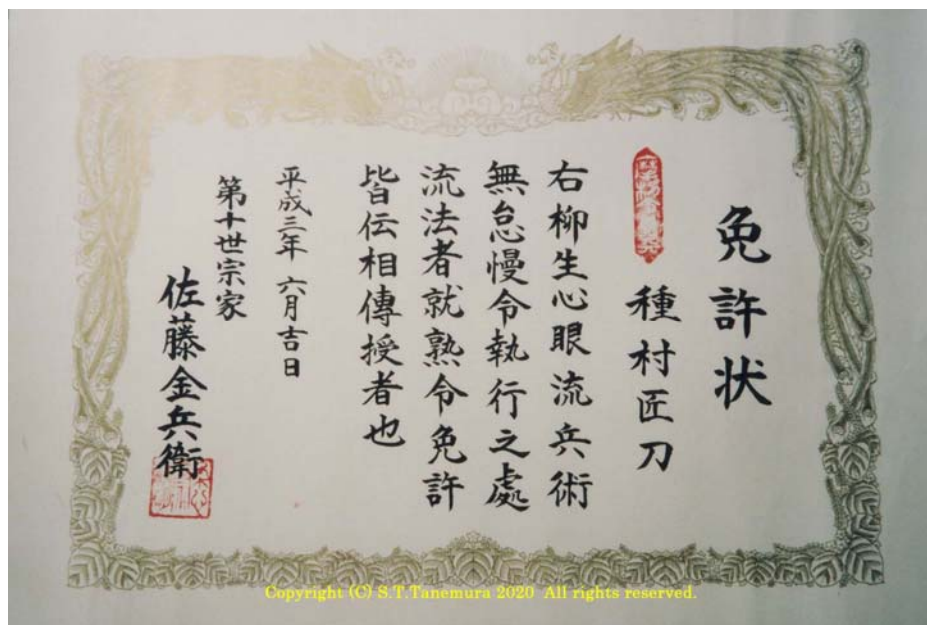 免許状
種村匠刀
右柳生心眼流兵術
無怠慢令執行之處
流法者就熟令免許
皆伝相傳授者也
平成三年 六月吉日
第十世宗家
佐藤金兵衛
Copyright (C) S.T.Tanemura 2020 All rights reserved.